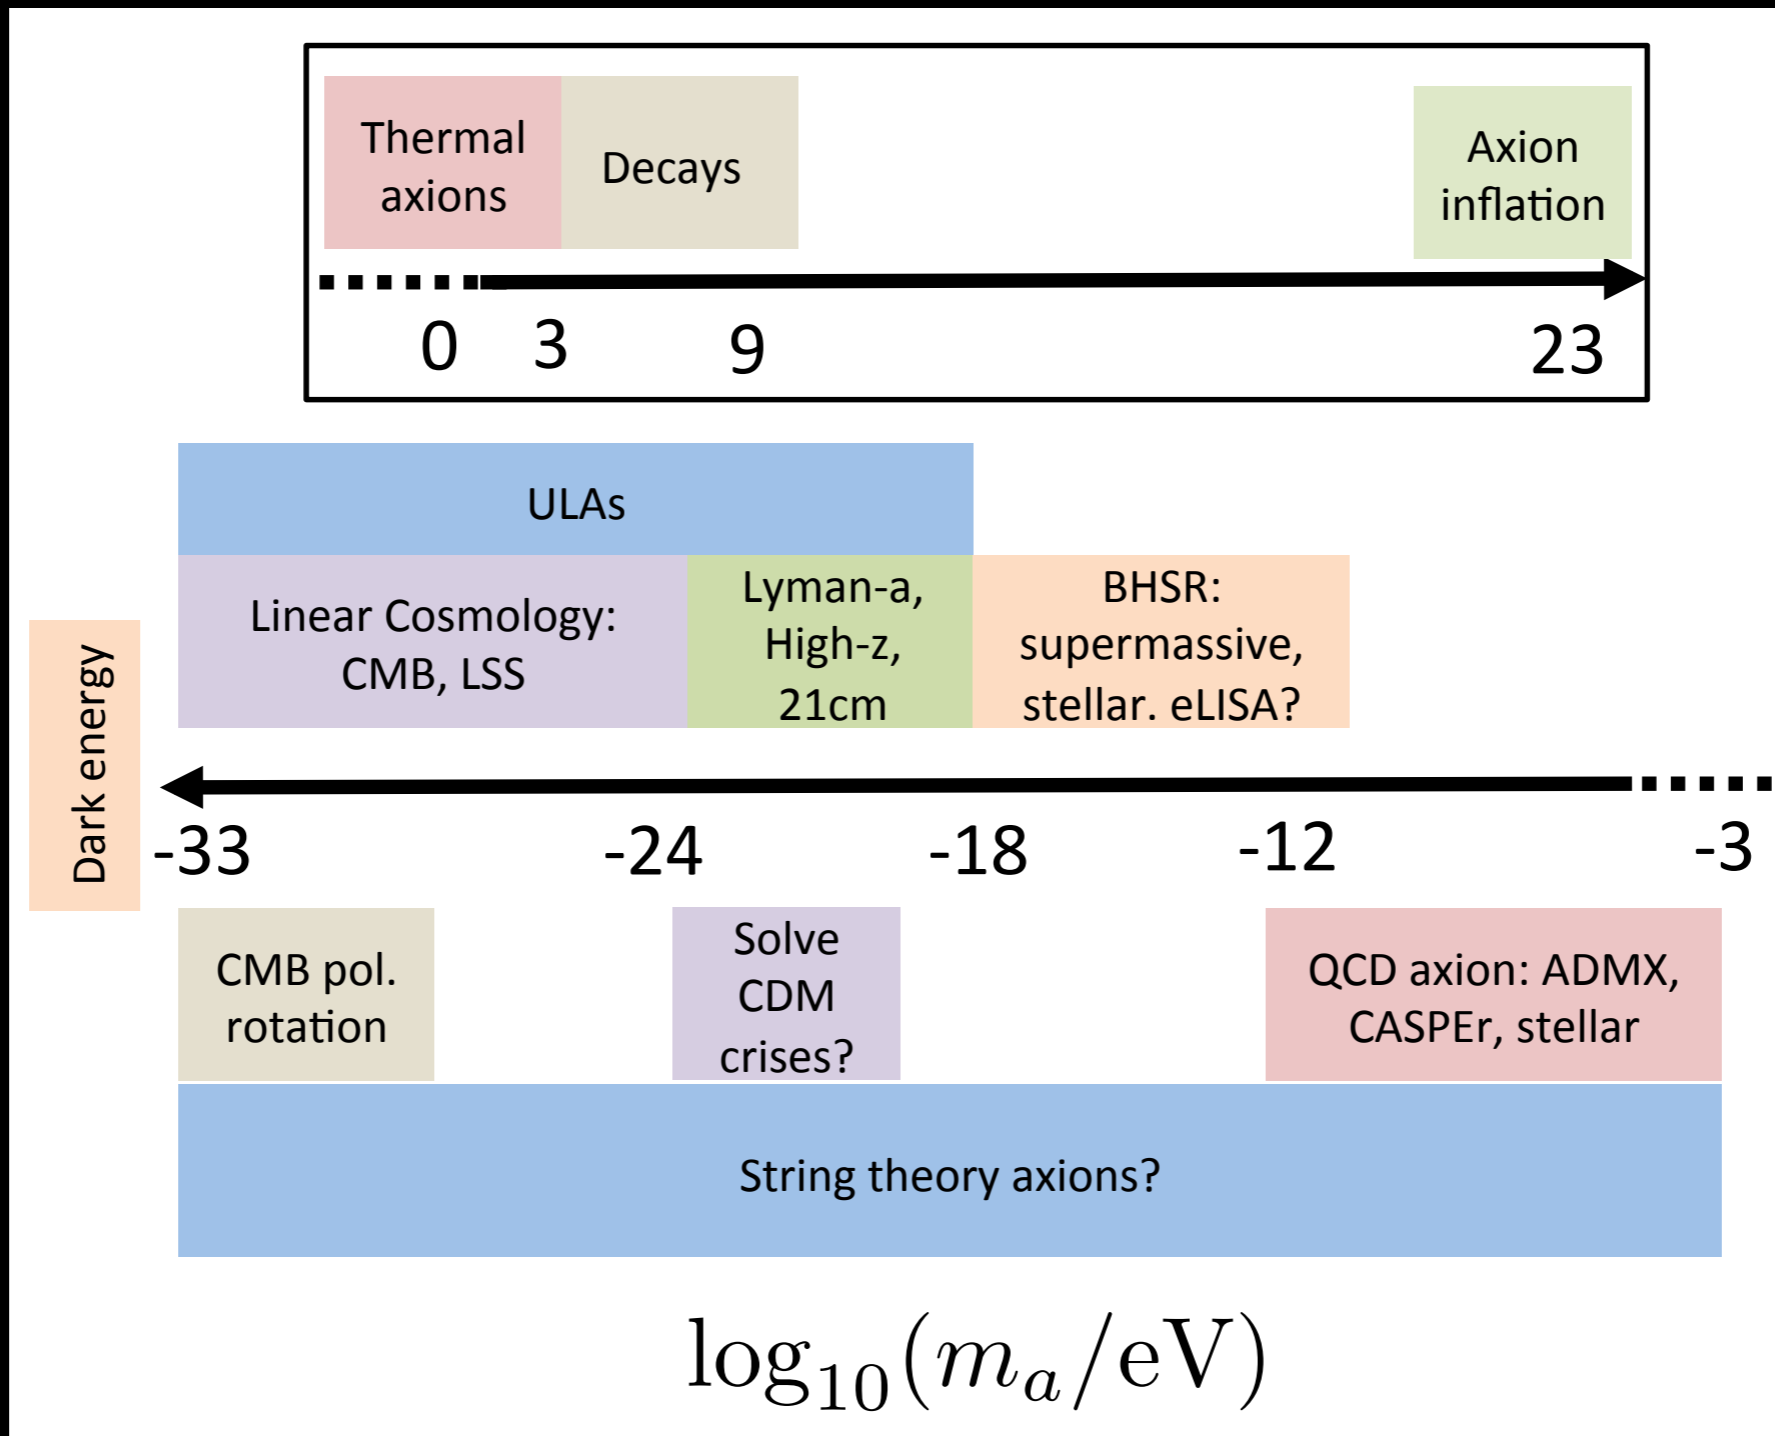 Thermal
axions
Decays
Axion
inflation
0 3 9 23
ULAs
Linear Cosmology:
CMB, LSS
Lyman-a,
High-z,
21cm
BHSR:
supermassive,
stellar. eLISA?
Dark energy
-33 -24 -18 -12 -3
CMB pol.
rotation
Solve
CDM
crises?
QCD axion: ADMX,
CASPEr, stellar
String theory axions?
log₁₀(mₐ/eV)